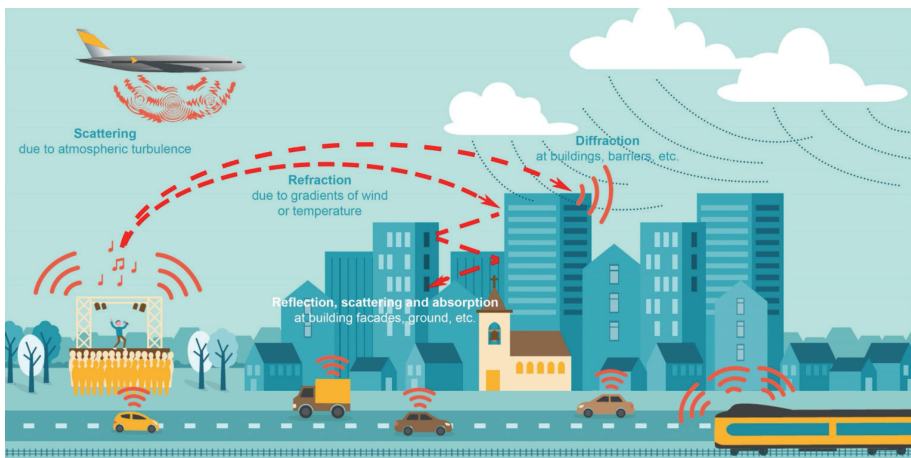 Scattering
due to atmospheric turbulence
Diffraction
at buildings, barriers, etc.
Refraction
due to gradients of wind
or temperature
Reflection, scattering and absorption
at building facades, ground, etc.